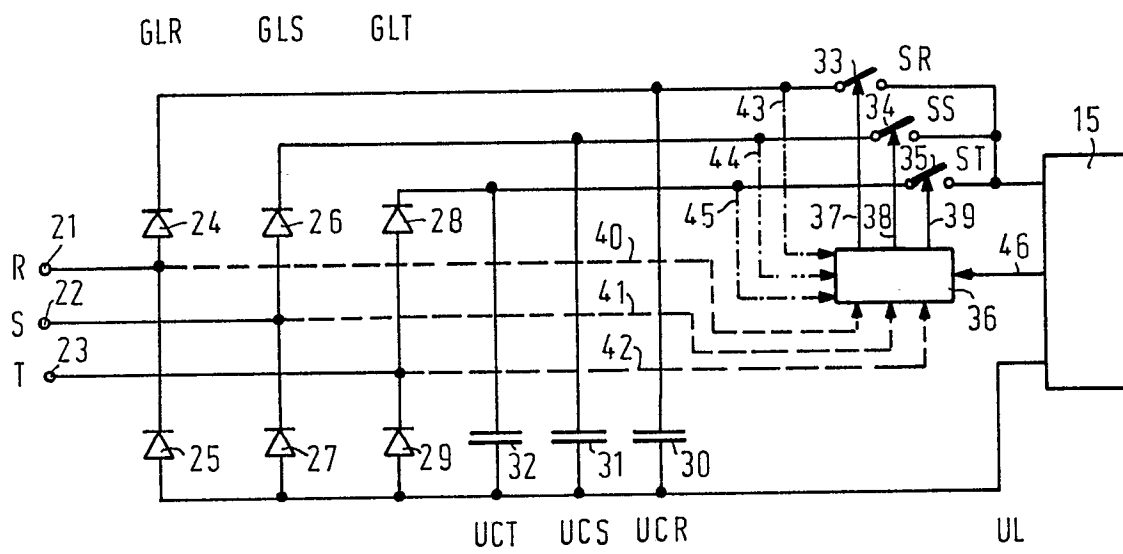 GLR GLS GLT
33 SR
43 34 SS 15
44 35 ST
45 37 38 39
21 24 26 28 40 46
R
22 36
S 41
23
T 42
25 27 29 32 31 30
UCT UCS UCR UL